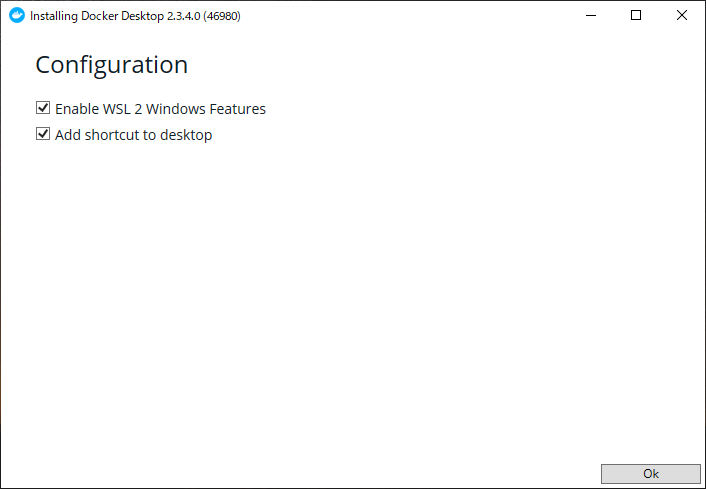 Installing Docker Desktop 2.3.4.0 (46980)
Configuration
Enable WSL 2 Windows Features
Add shortcut to desktop
Ok